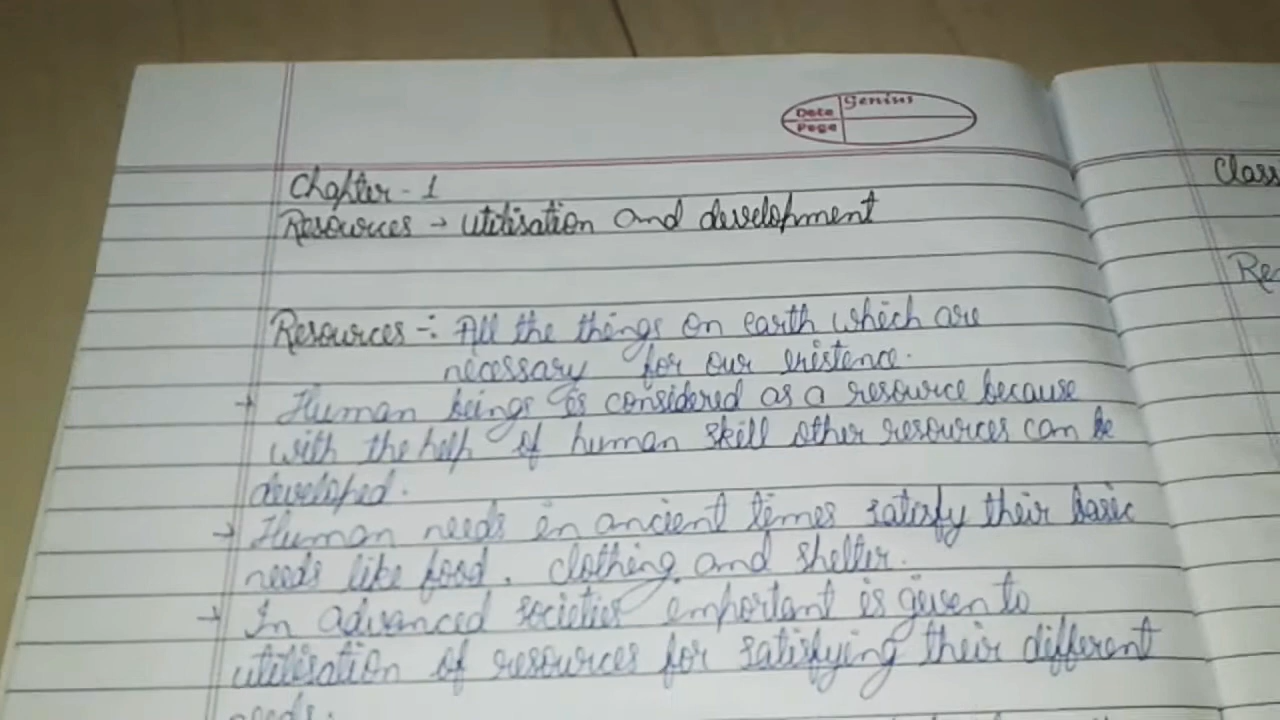 Genius
Date
Page
Chapter - 1
Resources → utilisation and development
Resources -: All the things on earth which are
necessary for our existence.
→ Human beings is considered as a resource because
with the help of human skill other resources can be
developed.
→ Human needs in ancient times satisfy their basic
needs like food, clothing and shelter.
→ In advanced societies important is given to
utilisation of resources for satisfying their different
needs.
Class